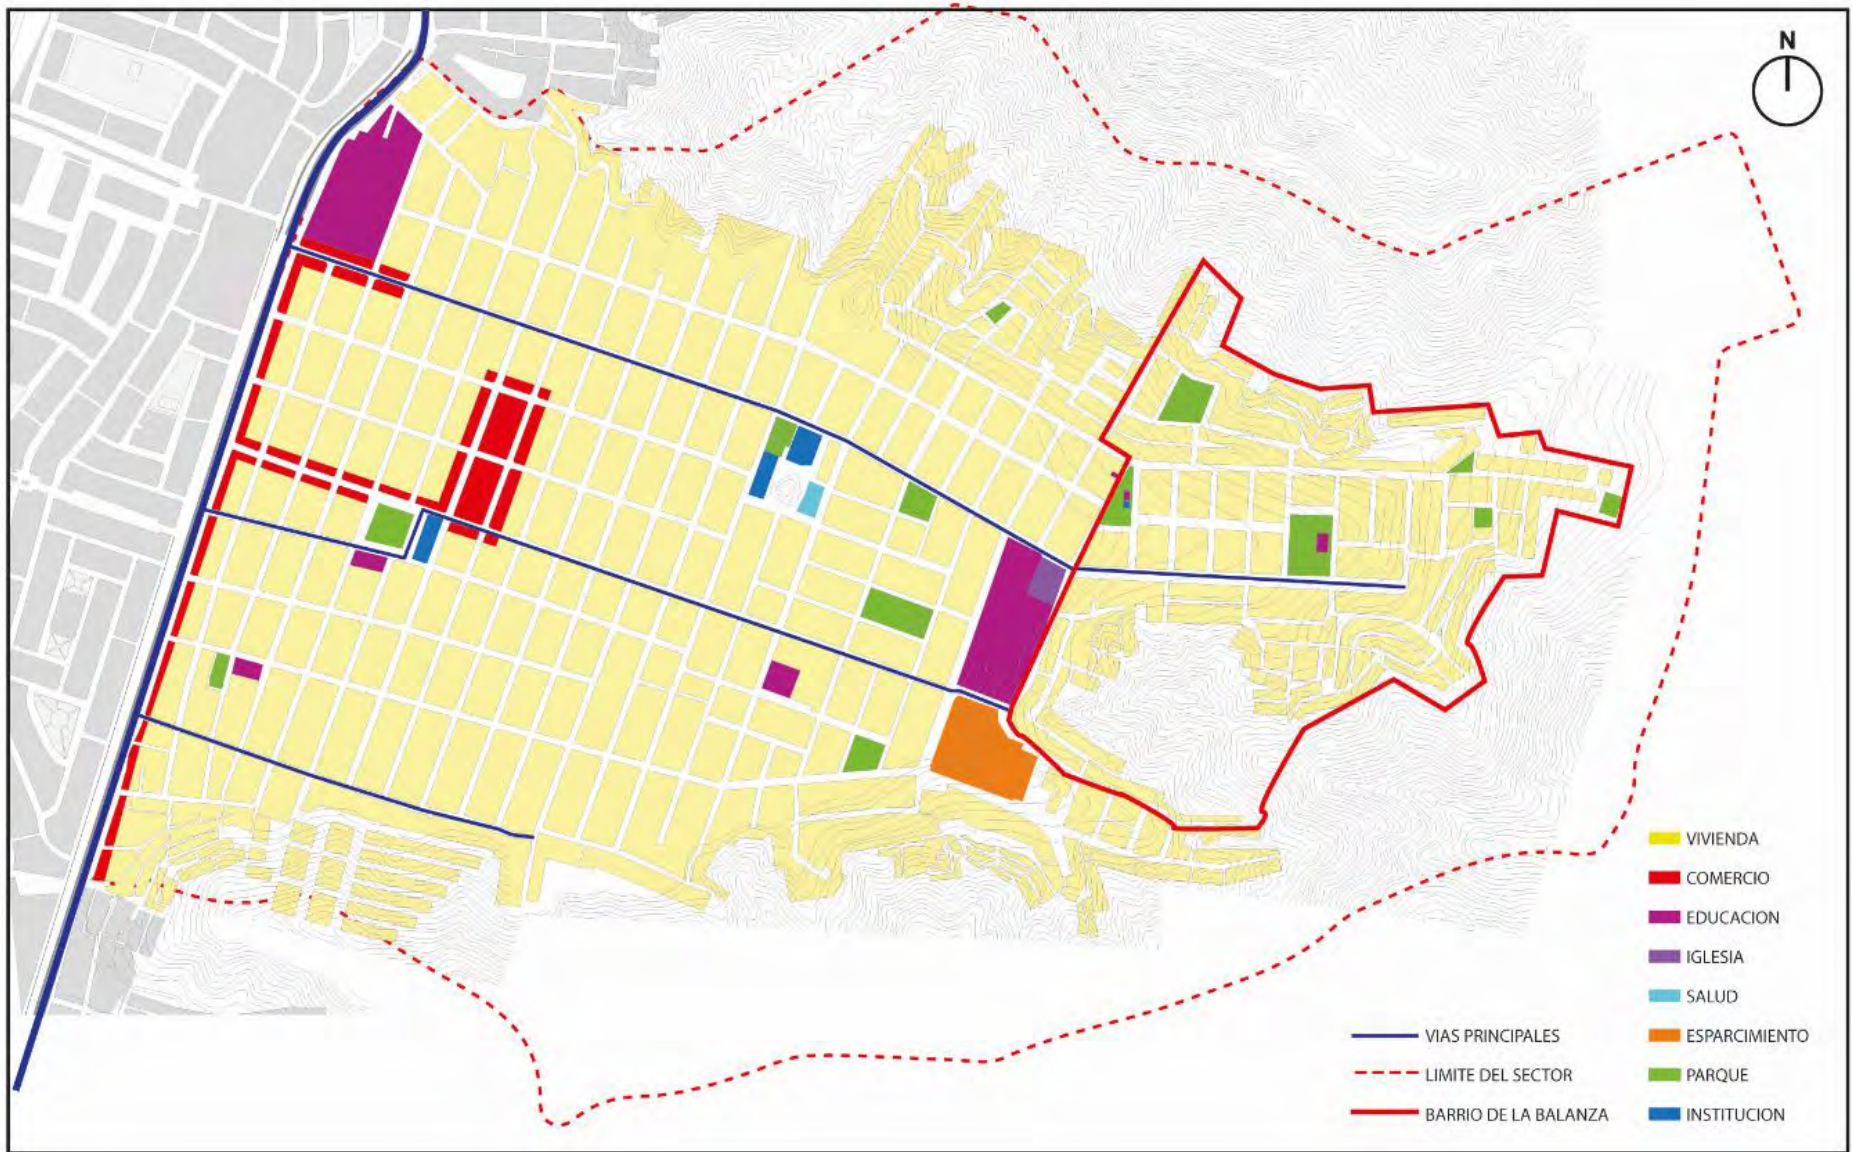 N
VIVIENDA
COMERCIO
EDUCACION
IGLESIA
SALUD
VIAS PRINCIPALES
ESPARCIMIENTO
LIMITE DEL SECTOR
PARQUE
BARRIO DE LA BALANZA
INSTITUCION